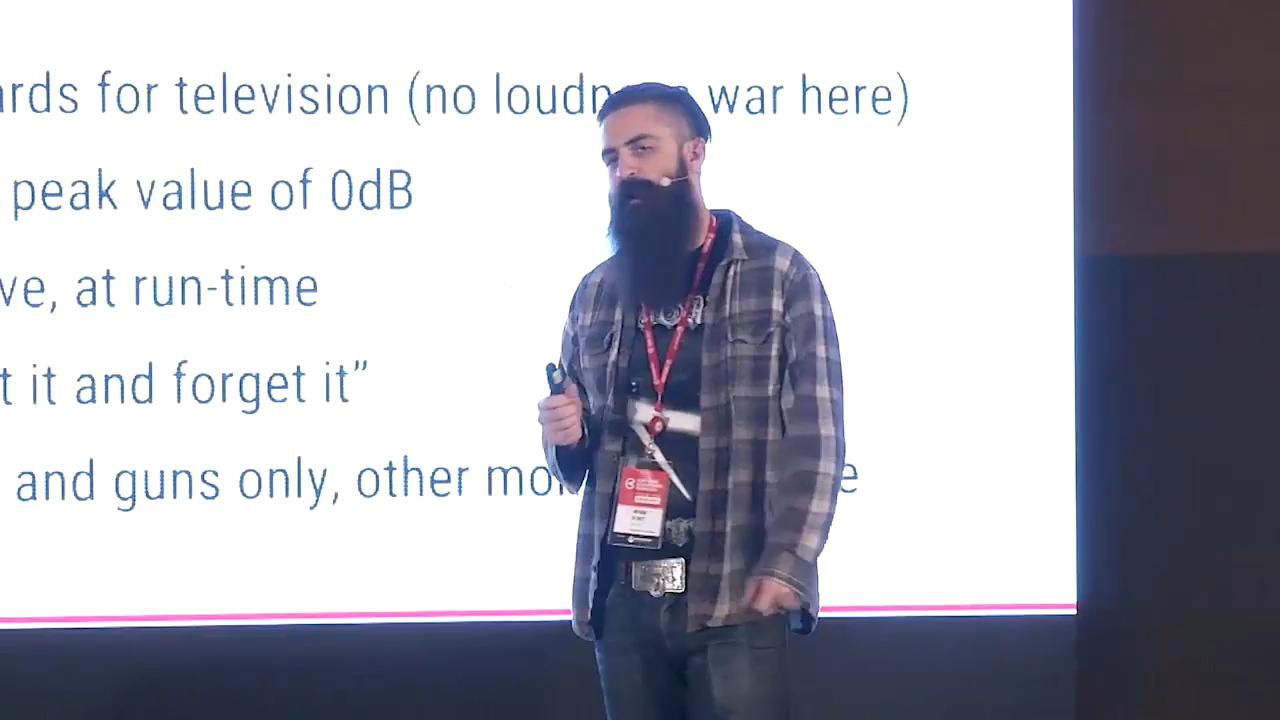 ards for television (no loudn war here)
peak value of 0dB
ve, at run-time
t it and forget it”
and guns only, other mo e